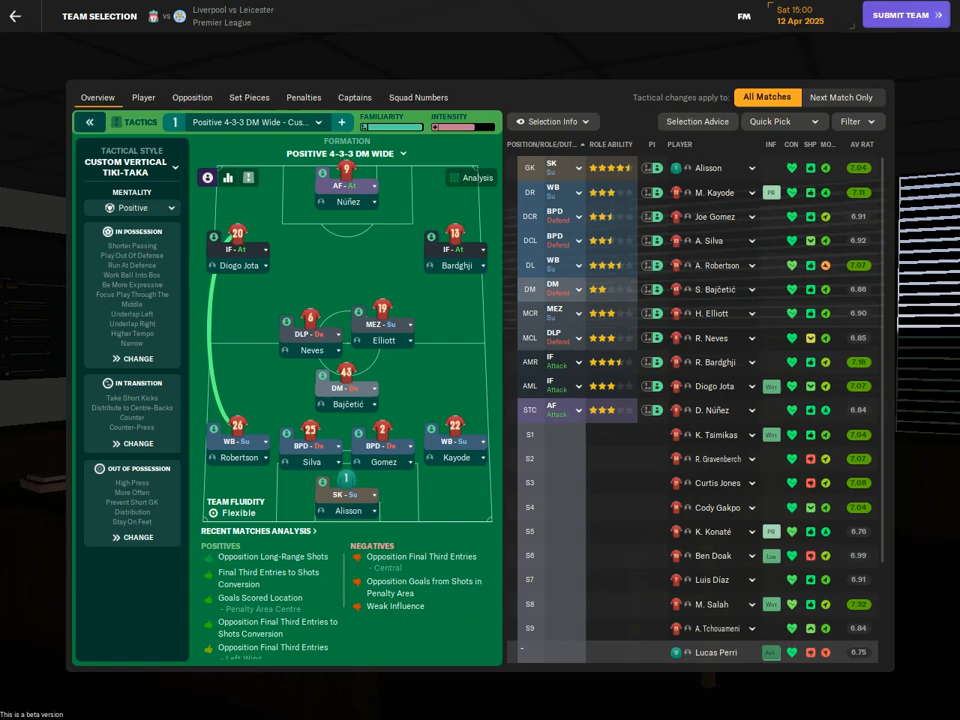 TEAM SELECTION
vs
Liverpool vs Leicester
Premier League
FM
Sat 15:00
12 Apr 2025
SUBMIT TEAM
Overview
Player
Opposition
Set Pieces
Penalties
Captains
Squad Numbers
Tactical changes apply to:
All Matches
Next Match Only
TACTICS
1
Positive 4-3-3 DM Wide - Cus...
FAMILIARITY
INTENSITY
TACTICAL STYLE
CUSTOM VERTICAL
TIKI-TAKA
MENTALITY
Positive
IN POSSESSION
Shorter Passing
Play Out Of Defence
Run At Defence
Work Ball Into Box
Be More Expressive
Focus Play Through The
Middle
Underlap Left
Underlap Right
Higher Tempo
Narrow
CHANGE
IN TRANSITION
Take Short Kicks
Distribute to Centre-Backs
Counter
Counter-Press
CHANGE
OUT OF POSSESSION
High Press
More Often
Prevent Short GK
Distribution
Stay On Feet
CHANGE
FORMATION
POSITIVE 4-3-3 DM WIDE
Analysis
9
AF - At
Núñez
20
IF - At
Diogo Jota
13
IF - At
Bardghji
6
DLP - De
Neves
19
MEZ - Su
Elliott
43
DM - De
Bajčetić
26
WB - Su
Robertson
23
BPD - De
Silva
2
BPD - De
Gomez
22
WB - Su
Kayode
1
SK - Su
Alisson
TEAM FLUIDITY
Flexible
RECENT MATCHES ANALYSIS
POSITIVES
Opposition Long-Range Shots
Final Third Entries to Shots
Conversion
Goals Scored Location
- Penalty Area Centre
Opposition Final Third Entries to
Shots Conversion
Opposition Final Third Entries
- Left Wing
NEGATIVES
Opposition Final Third Entries
- Central
Opposition Goals from Shots in
Penalty Area
Weak Influence
Selection Info
Selection Advice
Quick Pick
Filter
POSITION/ROLE/DUT...
ROLE ABILITY
PI
PLAYER
INF
CON
SHP
MO...
AV RAT
GK SK Su Alisson 7.04
DR WB Su M. Kayode PR 7.11
DCR BPD Defend Joe Gomez 6.91
DCL BPD Defend A. Silva 6.92
DL WB Su A. Robertson 7.07
DM DM Defend S. Bajčetić 6.86
MCR MEZ Su H. Elliott 6.90
MCL DLP Defend R. Neves 6.85
AMR IF Attack R. Bardghji 7.16
AML IF Attack Diogo Jota Wnt 7.07
STC AF Attack D. Núñez 6.84
S1 K. Tsimikas Wnt 7.04
S2 R. Gravenberch 7.07
S3 Curtis Jones 7.09
S4 Cody Gakpo 7.04
S5 K. Konaté PR 6.76
S6 Ben Doak 6.99
S7 Luis Díaz 6.91
S8 M. Salah Wnt 7.32
S9 A. Tchouameni 6.84
- Lucas Perri 6.75
This is a beta version